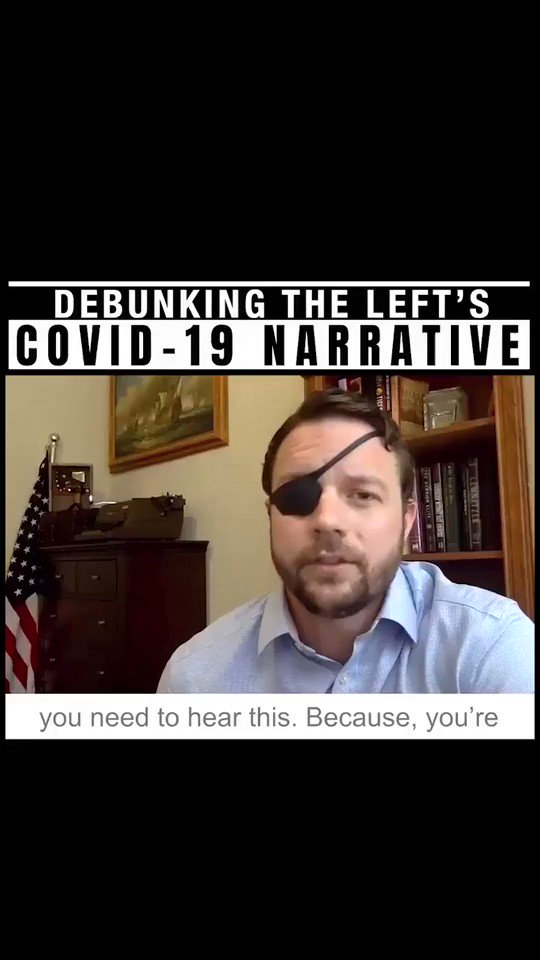 DEBUNKING THE LEFT'S
COVID-19 NARRATIVE
you need to hear this. Because, you're